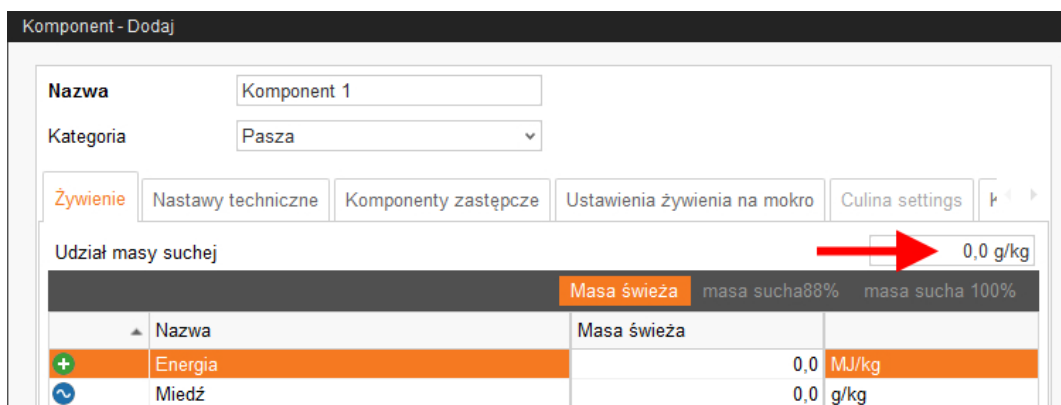 Komponent - Dodaj
Nazwa Komponent 1
Kategoria Pasza
Żywienie Nastawy techniczne Komponenty zastępcze Ustawienia żywienia na mokro Culina settings
Udział masy suchej 0,0 g/kg
Masa świeża masa sucha88% masa sucha 100%
Nazwa Masa świeża
Energia 0,0 MJ/kg
Miedź 0,0 g/kg